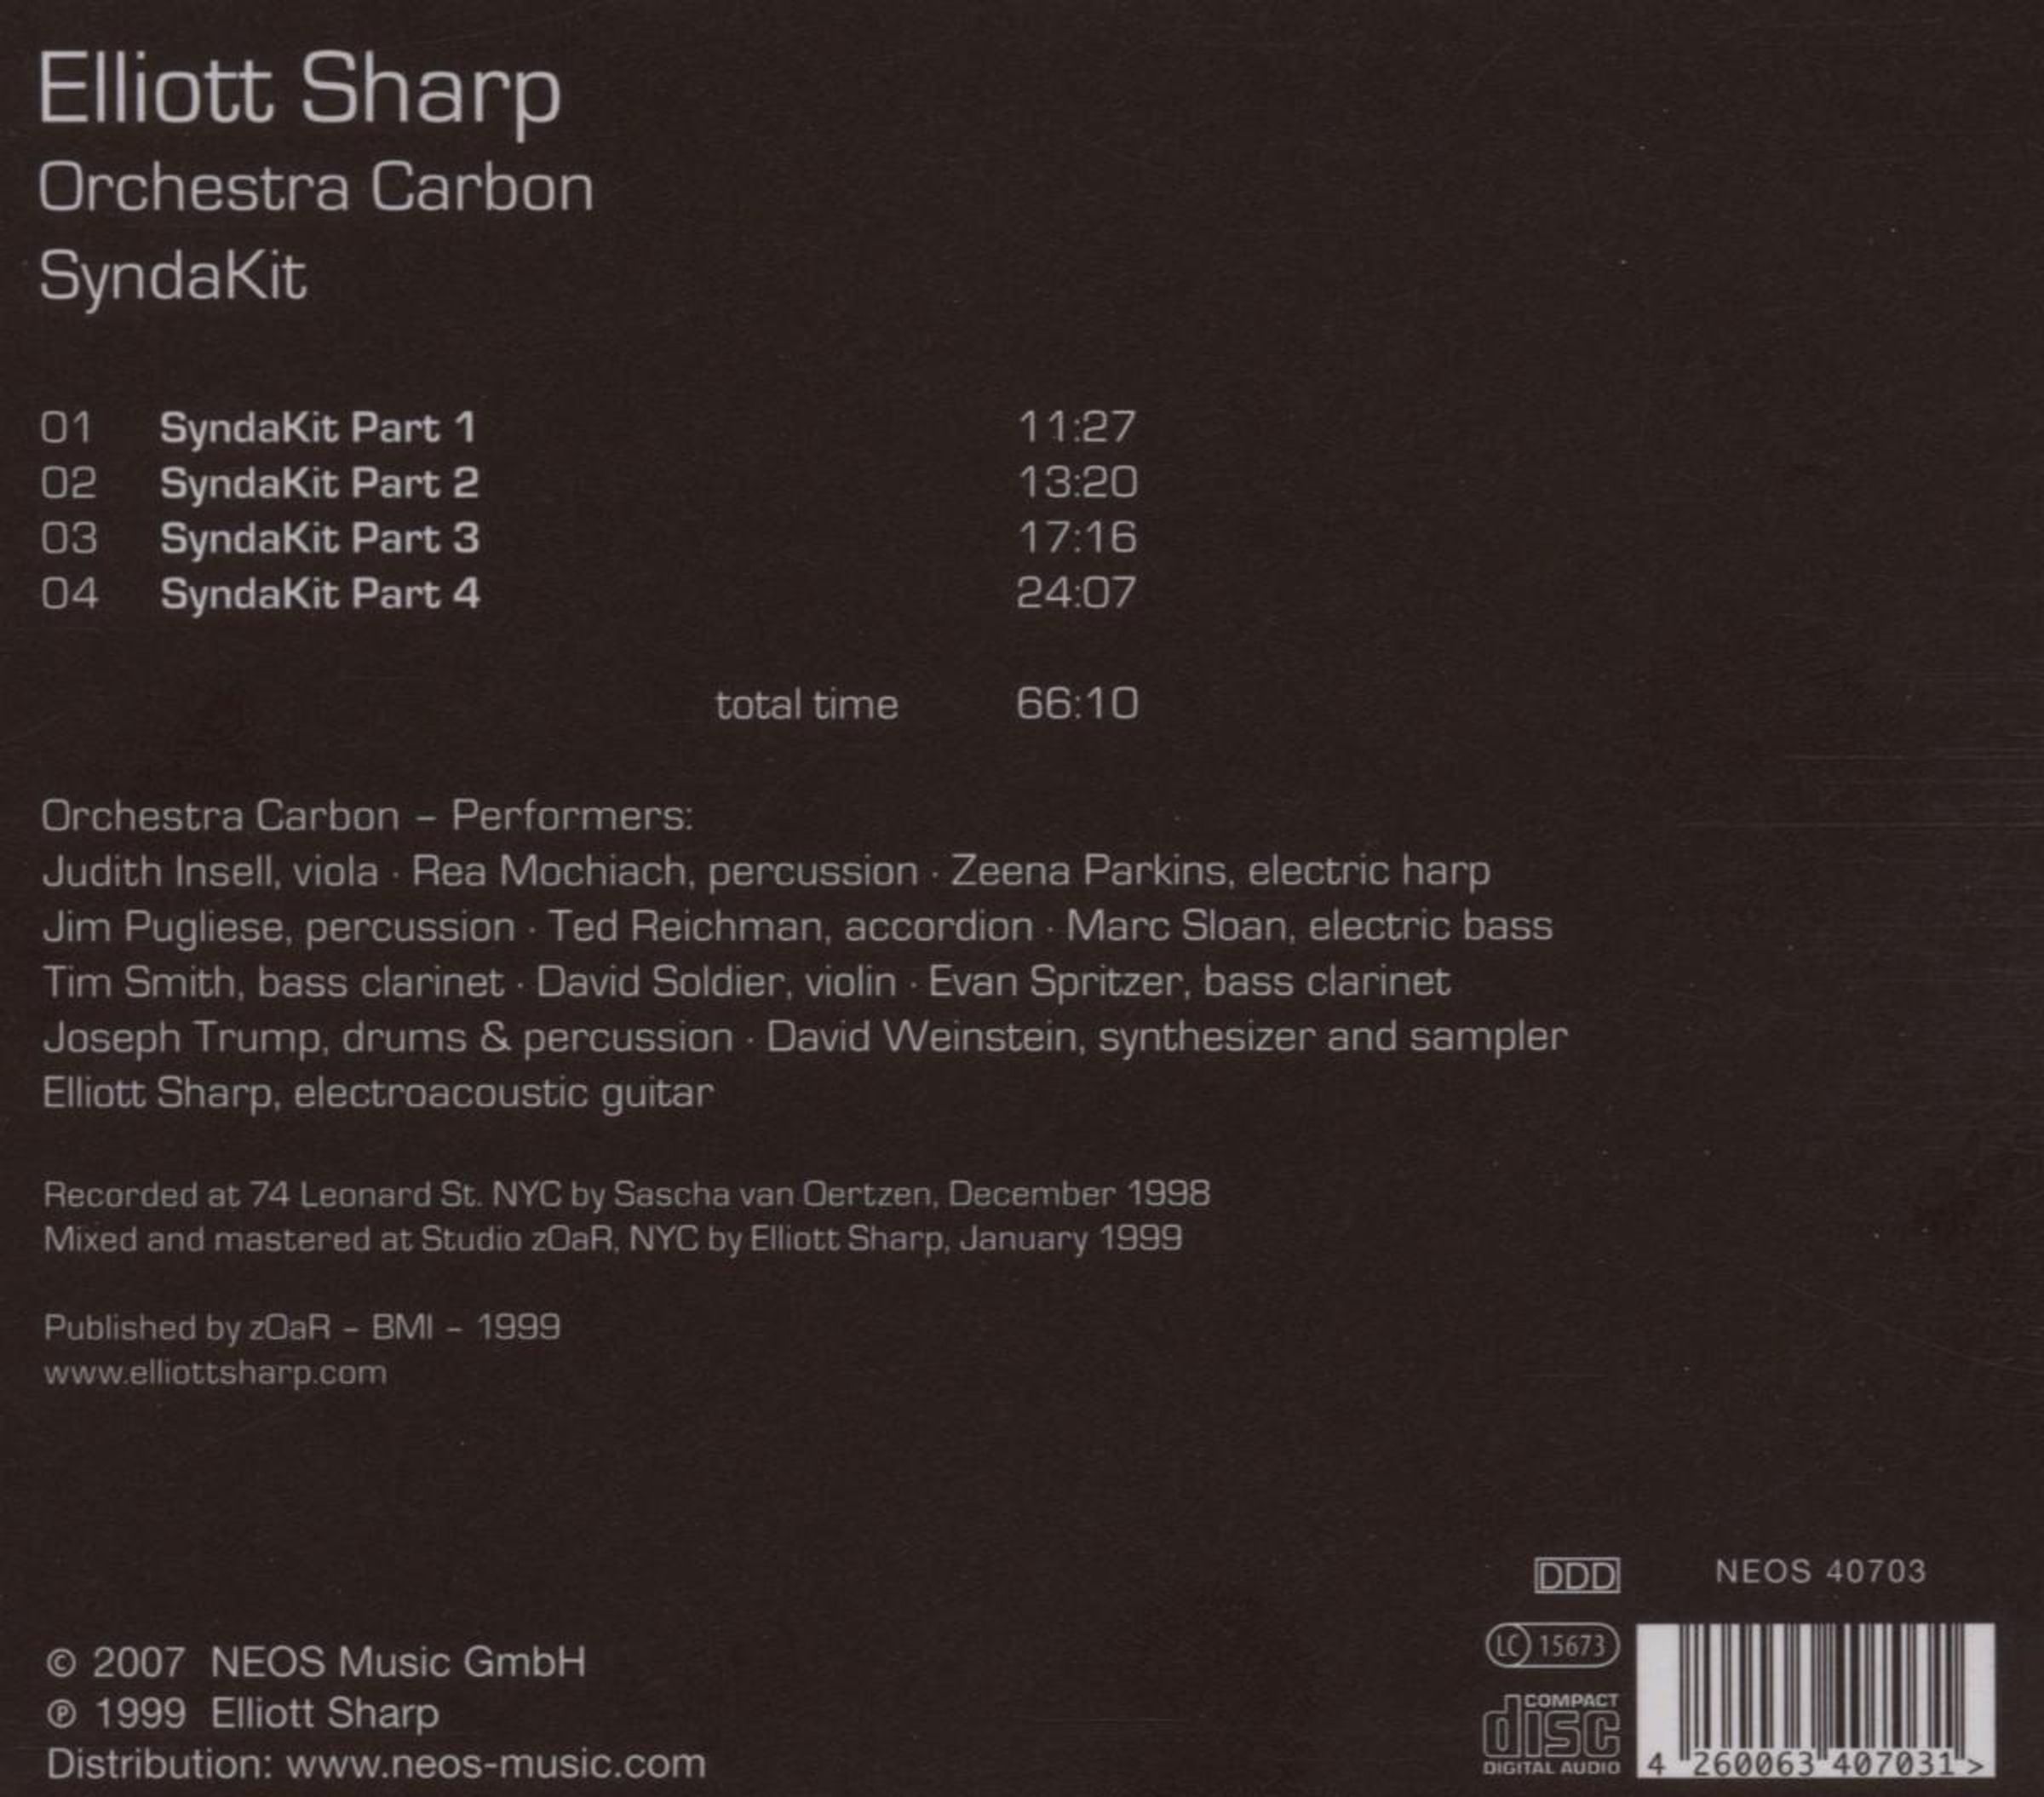 Elliott Sharp
Orchestra Carbon
SyndaKit
01 SyndaKit Part 1 11:27
02 SyndaKit Part 2 13:20
03 SyndaKit Part 3 17:16
04 SyndaKit Part 4 24:07
total time 66:10
Orchestra Carbon – Performers:
Judith Insell, viola · Rea Mochiach, percussion · Zeena Parkins, electric harp
Jim Pugliese, percussion · Ted Reichman, accordion · Marc Sloan, electric bass
Tim Smith, bass clarinet · David Soldier, violin · Evan Spritzer, bass clarinet
Joseph Trump, drums & percussion · David Weinstein, synthesizer and sampler
Elliott Sharp, electroacoustic guitar
Recorded at 74 Leonard St. NYC by Sascha van Oertzen, December 1998
Mixed and mastered at Studio zOaR, NYC by Elliott Sharp, January 1999
Published by zOaR – BMI – 1999
www.elliottsharp.com
DDD NEOS 40703
LC 15673
© 2007 NEOS Music GmbH
℗ 1999 Elliott Sharp
Distribution: www.neos-music.com
COMPACT
disc
DIGITAL AUDIO
4 260063 407031 >